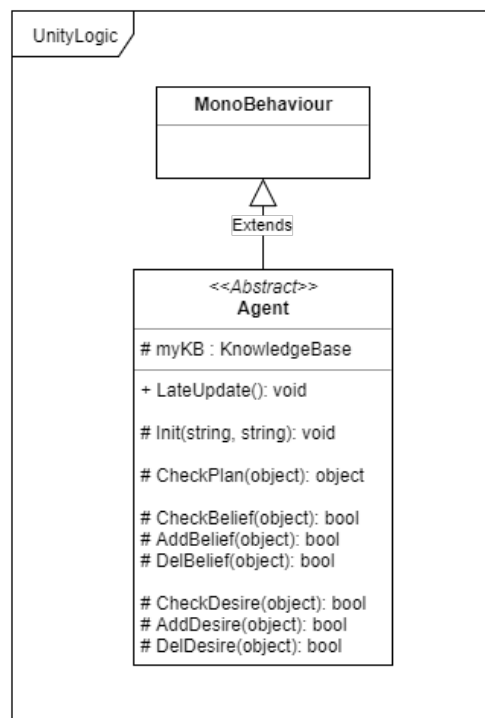 UnityLogic
MonoBehaviour
Extends
<<Abstract>>
Agent
# myKB : KnowledgeBase
+ LateUpdate(): void
# Init(string, string): void
# CheckPlan(object): object
# CheckBelief(object): bool
# AddBelief(object): bool
# DelBelief(object): bool
# CheckDesire(object): bool
# AddDesire(object): bool
# DelDesire(object): bool